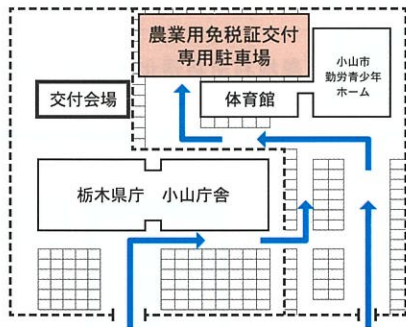 農業用免税証交付
専用駐車場
小山市
勤労青少年
ホーム
交付会場
体育館
栃木県庁 小山庁舎